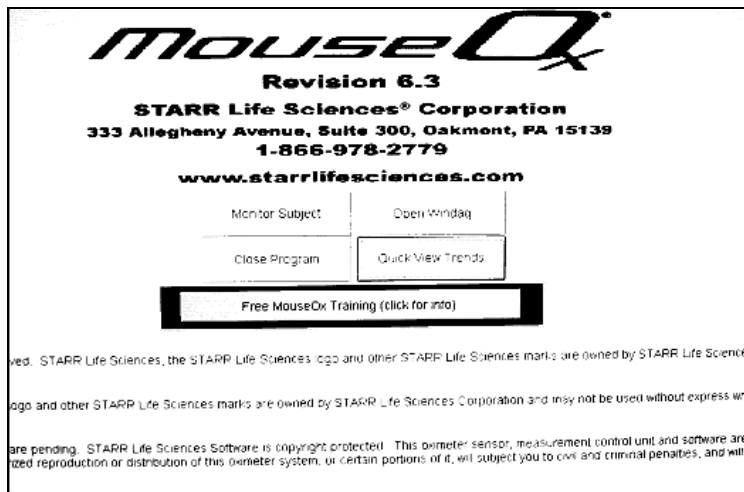 MouseOx
Revision 6.3
STARR Life Sciences® Corporation
333 Allegheny Avenue, Suite 300, Oakmont, PA 15139
1-866-978-2779
www.starrlifesciences.com
Monitor Subject Open Windaq
Close Program Quick View Trends
Free MouseOx Training (click for info)
ved. STARR Life Sciences, the STARR Life Sciences logo and other STARR Life Sciences marks are owned by STARR Life Science
ogo and other STARR Life Sciences marks are owned by STARR Life Sciences Corporation and may not be used without express wr
are pending. STARR Life Sciences Software is copyright protected. This oximeter sensor, measurement control unit and software are
rized reproduction or distribution of this oximeter system, or certain portions of it, will subject you to civil and criminal penalties, and will